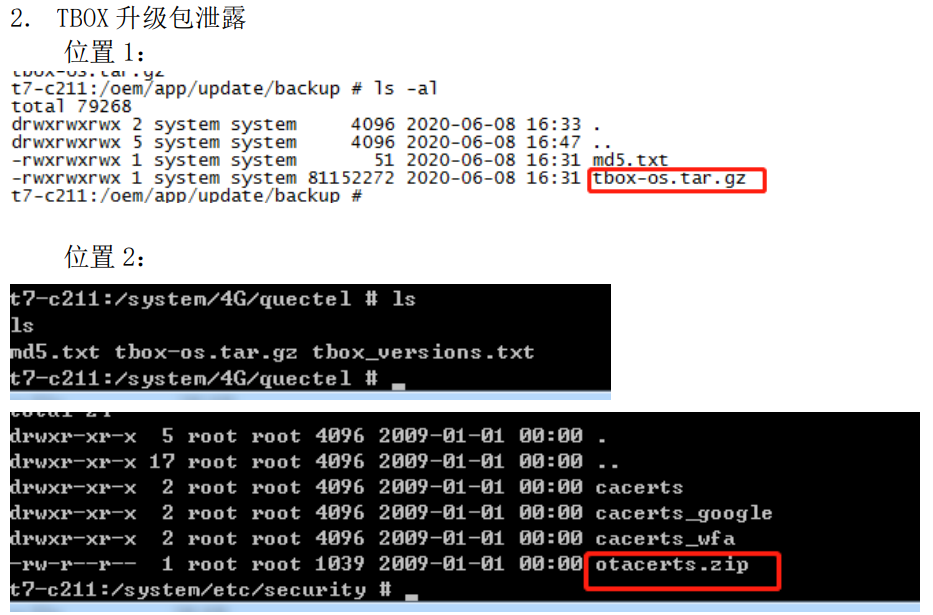 2. TBOX 升级包泄露
位置 1：
tbox-os.tar.gz
t7-c211:/oem/app/update/backup # ls -al
total 79268
drwxrwxrwx 2 system system     4096 2020-06-08 16:33 .
drwxrwxrwx 5 system system     4096 2020-06-08 16:47 ..
-rwxrwxrwx 1 system system       51 2020-06-08 16:31 md5.txt
-rwxrwxrwx 1 system system 81152272 2020-06-08 16:31 tbox-os.tar.gz
t7-c211:/oem/app/update/backup #
位置 2：
t7-c211:/system/4G/quectel # ls
ls
md5.txt tbox-os.tar.gz tbox_versions.txt
t7-c211:/system/4G/quectel # _
drwxr-xr-x  5 root root 4096 2009-01-01 00:00 .
drwxr-xr-x 17 root root 4096 2009-01-01 00:00 ..
drwxr-xr-x  2 root root 4096 2009-01-01 00:00 cacerts
drwxr-xr-x  2 root root 4096 2009-01-01 00:00 cacerts_google
drwxr-xr-x  2 root root 4096 2009-01-01 00:00 cacerts_wfa
-rw-r--r--  1 root root 1039 2009-01-01 00:00 otacerts.zip
t7-c211:/system/etc/security # _